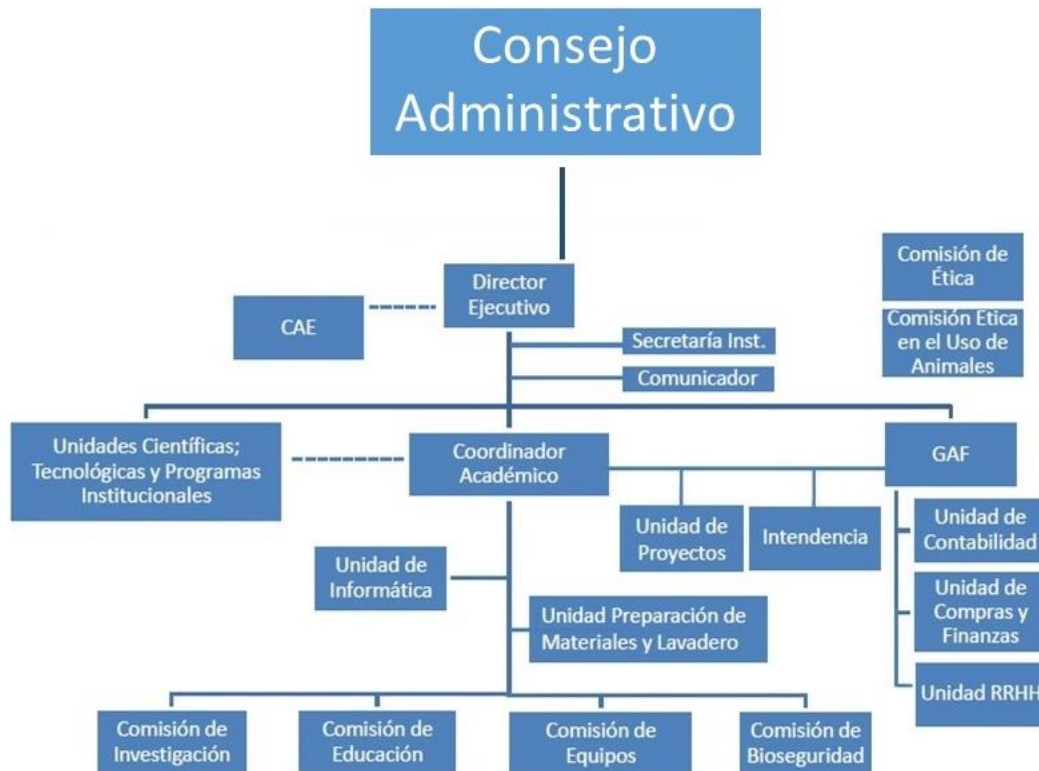 Consejo
Administrativo
Director
Ejecutivo
CAE
Comisión de
Ética
Comisión Etica
en el Uso de
Animales
Secretaría Inst.
Comunicador
Unidades Científicas;
Tecnológicas y Programas
Institucionales
Coordinador
Académico
GAF
Unidad de
Proyectos
Intendencia
Unidad de
Contabilidad
Unidad de
Informática
Unidad de
Compras y
Finanzas
Unidad Preparación de
Materiales y Lavadero
Unidad RRHH
Comisión de
Investigación
Comisión de
Educación
Comisión de
Equipos
Comisión de
Bioseguridad